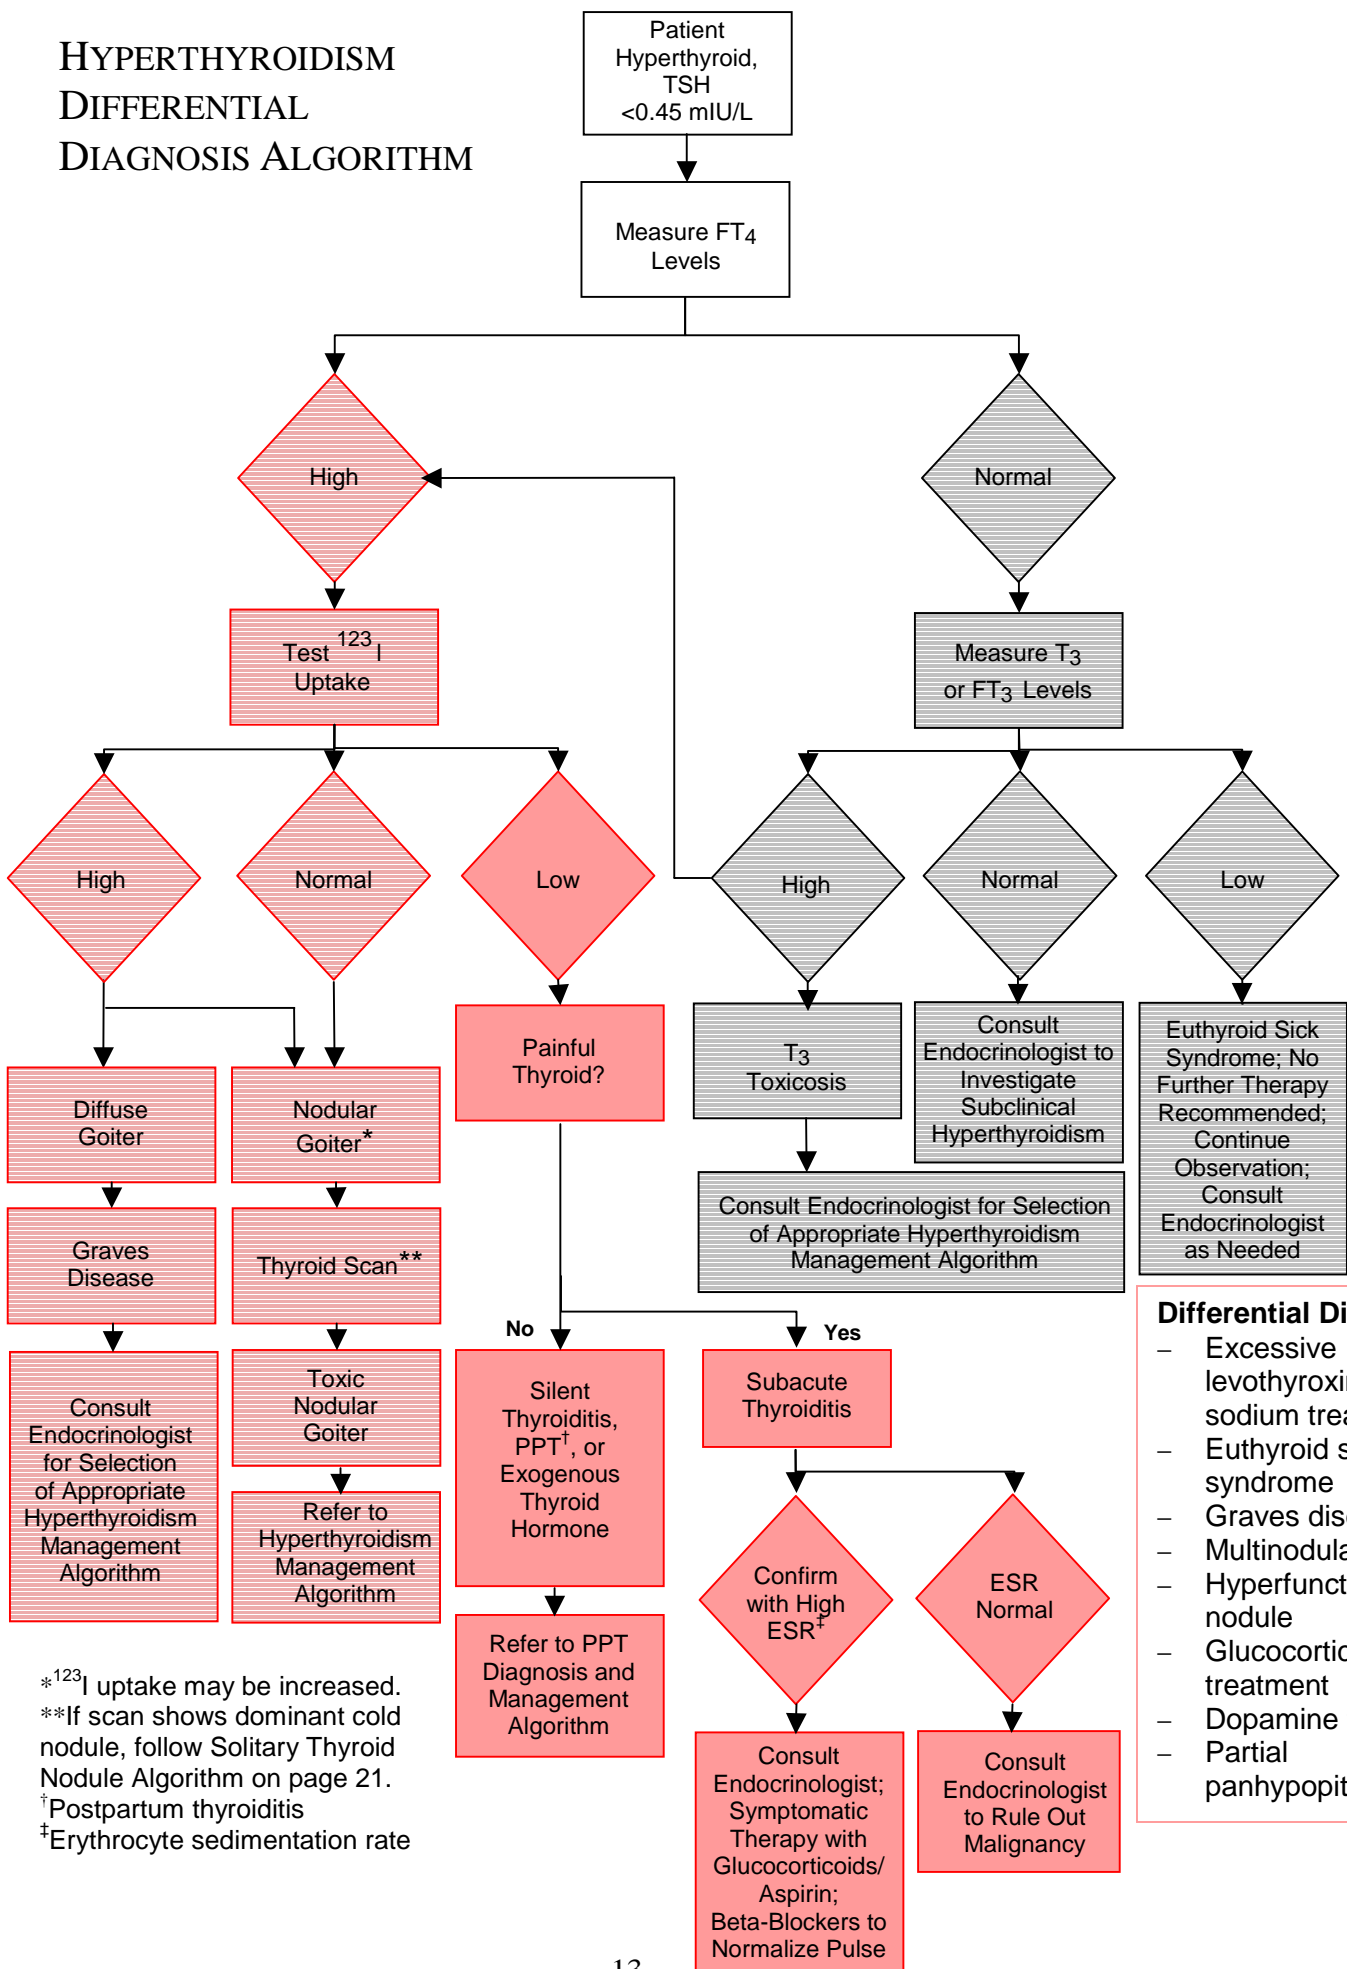 HYPERTHYROIDISM
DIFFERENTIAL
DIAGNOSIS ALGORITHM
Patient
Hyperthyroid,
TSH
<0.45 mIU/L
Measure FT4
Levels
High
Normal
Test 123 I
Uptake
Measure T3
or FT3 Levels
High
Normal
Low
High
Normal
Low
Painful
Thyroid?
T3
Toxicosis
Consult
Endocrinologist to
Investigate
Subclinical
Hyperthyroidism
Euthyroid Sick
Syndrome; No
Further Therapy
Recommended;
Continue
Observation;
Consult
Endocrinologist
as Needed
Diffuse
Goiter
Nodular
Goiter*
Consult Endocrinologist for Selection
of Appropriate Hyperthyroidism
Management Algorithm
Graves
Disease
Thyroid Scan**
No
Yes
Consult
Endocrinologist
for Selection
of Appropriate
Hyperthyroidism
Management
Algorithm
Toxic
Nodular
Goiter
Refer to
Hyperthyroidism
Management
Algorithm
Silent
Thyroiditis,
PPT†, or
Exogenous
Thyroid
Hormone
Subacute
Thyroiditis
Confirm
with High
ESR‡
ESR
Normal
Refer to PPT
Diagnosis and
Management
Algorithm
Consult
Endocrinologist;
Symptomatic
Therapy with
Glucocorticoids/
Aspirin;
Beta-Blockers to
Normalize Pulse
Consult
Endocrinologist
to Rule Out
Malignancy
Differential Di
– Excessive
levothyroxi
sodium trea
– Euthyroid s
syndrome
– Graves dis
– Multinodula
– Hyperfunct
nodule
– Glucocortic
treatment
– Dopamine
– Partial
panhypopit
*123I uptake may be increased.
**If scan shows dominant cold
nodule, follow Solitary Thyroid
Nodule Algorithm on page 21.
†Postpartum thyroiditis
‡Erythrocyte sedimentation rate